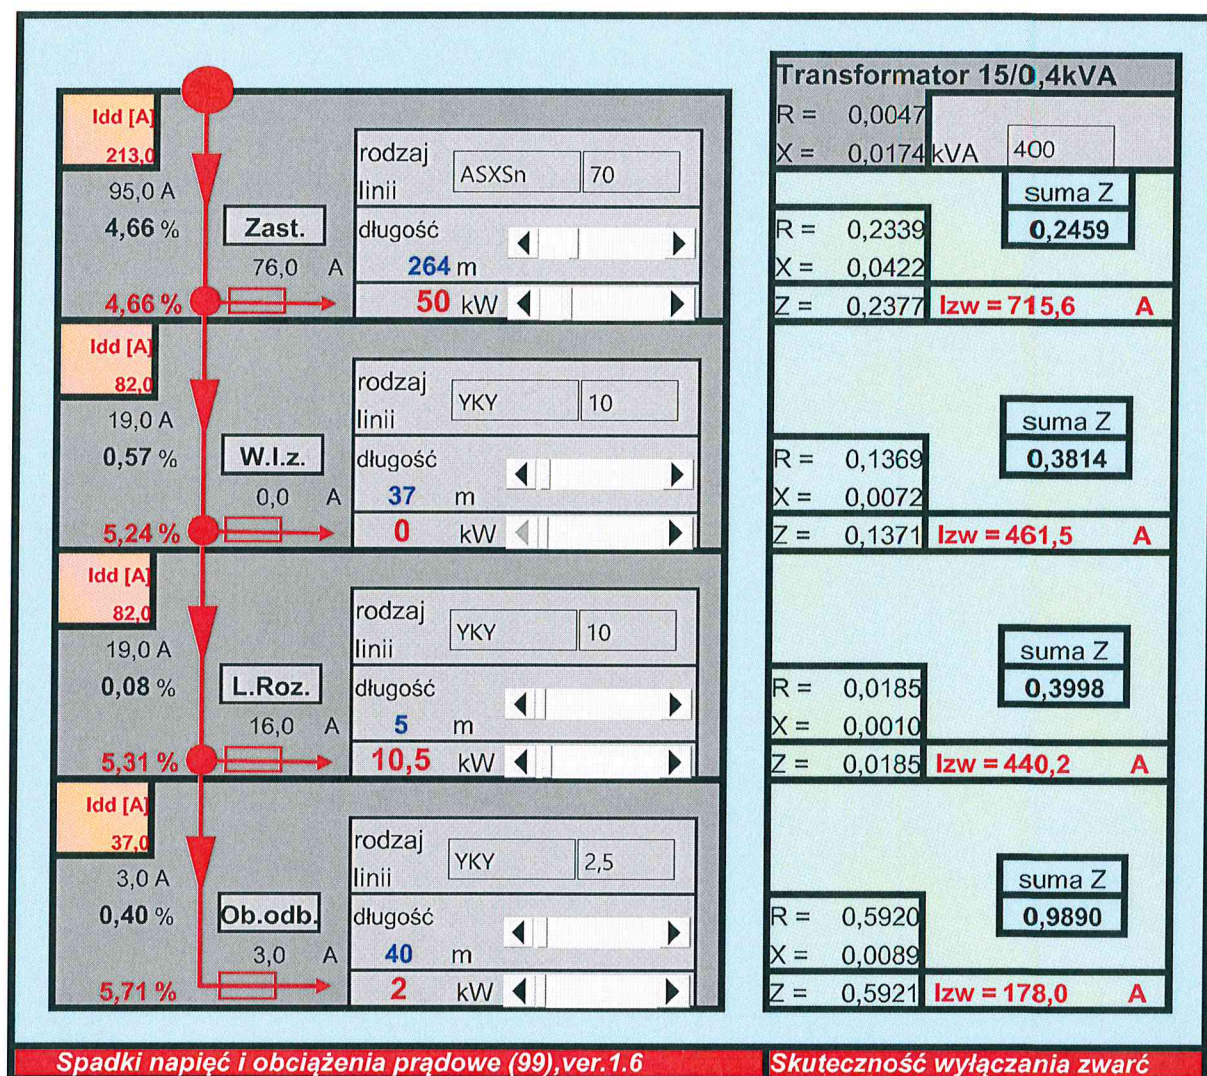 Transformator 15/0,4kVA
R = 0,0047
X = 0,0174 kVA 400
Idd [A]
213,0
95,0 A
4,66 %
Zast.
76,0 A
4,66 %
rodzaj
linii
ASXSn 70
długość
264 m
50 kW
suma Z
0,2459
R = 0,2339
X = 0,0422
Z = 0,2377 Izw = 715,6 A
Idd [A]
82,0
19,0 A
0,57 %
W.l.z.
0,0 A
5,24 %
rodzaj
linii
YKY 10
długość
37 m
0 kW
suma Z
0,3814
R = 0,1369
X = 0,0072
Z = 0,1371 Izw = 461,5 A
Idd [A]
82,0
19,0 A
0,08 %
L.Roz.
16,0 A
5,31 %
rodzaj
linii
YKY 10
długość
5 m
10,5 kW
suma Z
0,3998
R = 0,0185
X = 0,0010
Z = 0,0185 Izw = 440,2 A
Idd [A]
37,0
3,0 A
0,40 %
Ob.odb.
3,0 A
5,71 %
rodzaj
linii
YKY 2,5
długość
40 m
2 kW
suma Z
0,9890
R = 0,5920
X = 0,0089
Z = 0,5921 Izw = 178,0 A
Spadki napięć i obciążenia prądowe (99),ver.1.6
Skuteczność wyłączania zwarć